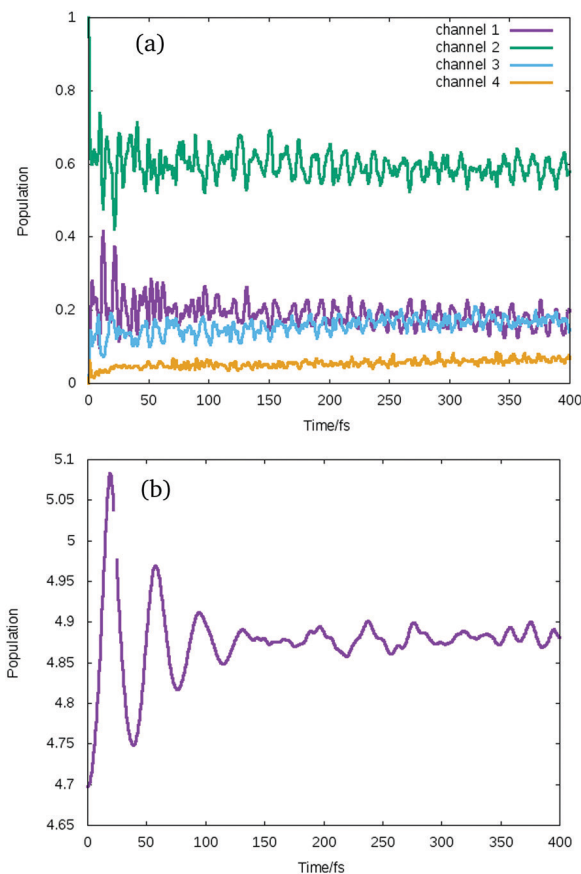 (a)
channel 1
channel 2
channel 3
channel 4
1
0.8
0.6
0.4
0.2
0
Population
0 50 100 150 200 250 300 350 400
Time/fs
(b)
5.1
5.05
5
4.95
4.9
4.85
4.8
4.75
4.7
4.65
Population
0 50 100 150 200 250 300 350 400
Time/fs